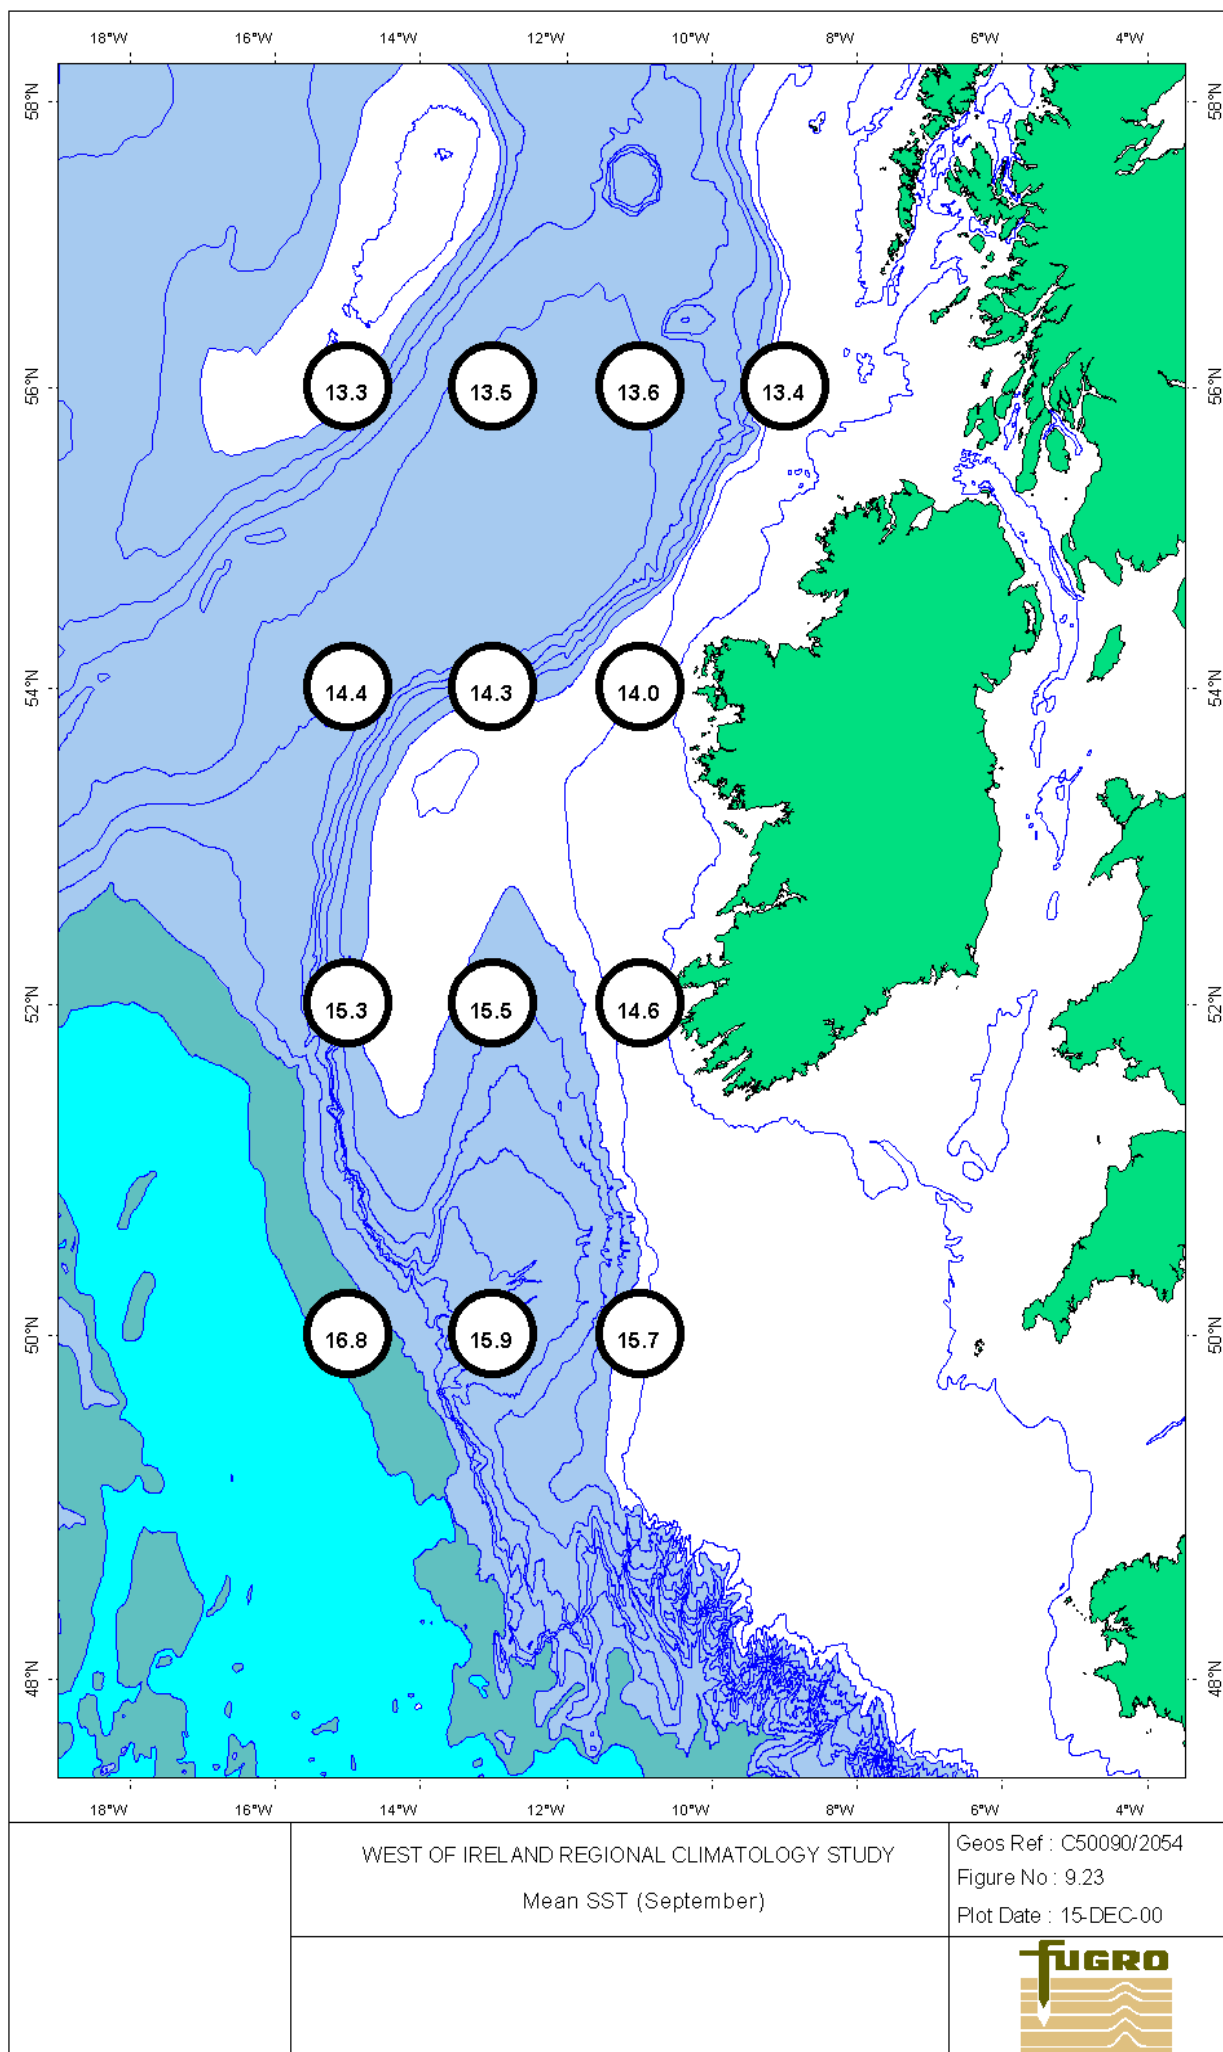 18°W 16°W 14°W 12°W 10°W 8°W 6°W 4°W
58°N 58°N
56°N 13.3 13.5 13.6 13.4 56°N
54°N 14.4 14.3 14.0 54°N
52°N 15.3 15.5 14.6 52°N
50°N 16.8 15.9 15.7 50°N
48°N 48°N
18°W 16°W 14°W 12°W 10°W 8°W 6°W 4°W
WEST OF IRELAND REGIONAL CLIMATOLOGY STUDY
Mean SST (September)
Geos Ref : C50090/2054
Figure No : 9.23
Plot Date : 15-DEC-00
FUGRO